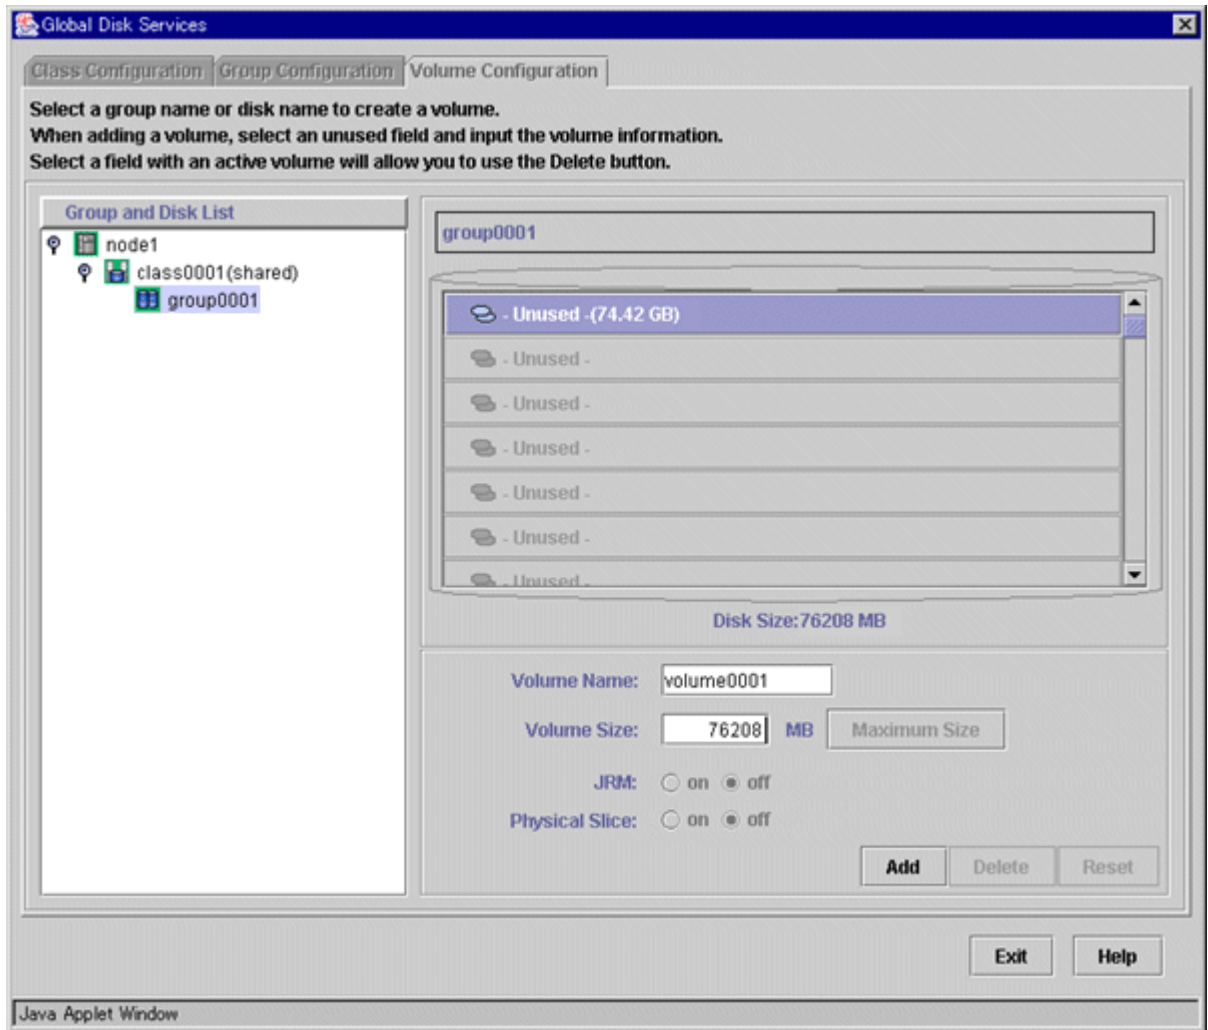 Global Disk Services
Class Configuration Group Configuration Volume Configuration
Select a group name or disk name to create a volume.
When adding a volume, select an unused field and input the volume information.
Select a field with an active volume will allow you to use the Delete button.
Group and Disk List
node1
class0001(shared)
group0001
group0001
- Unused -(74.42 GB)
- Unused -
- Unused -
- Unused -
- Unused -
- Unused -
- Unused -
Disk Size:76208 MB
Volume Name: volume0001
Volume Size: 76208 MB Maximum Size
JRM: on off
Physical Slice: on off
Add Delete Reset
Exit Help
Java Applet Window